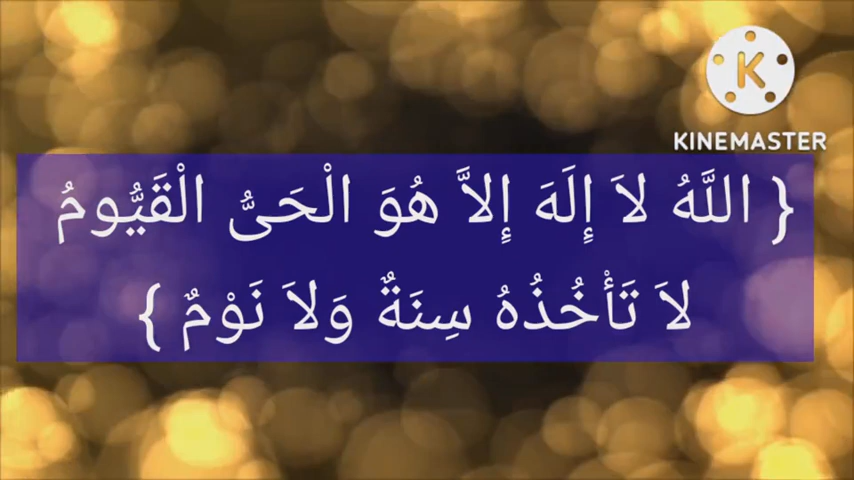 KINEMASTER
{ اللَّهُ لاَ إِلَهَ إِلاَّ هُوَ الْحَىُّ الْقَيُّومُ
لاَ تَأْخُذُهُ سِنَةٌ وَلاَ نَوْمٌ }